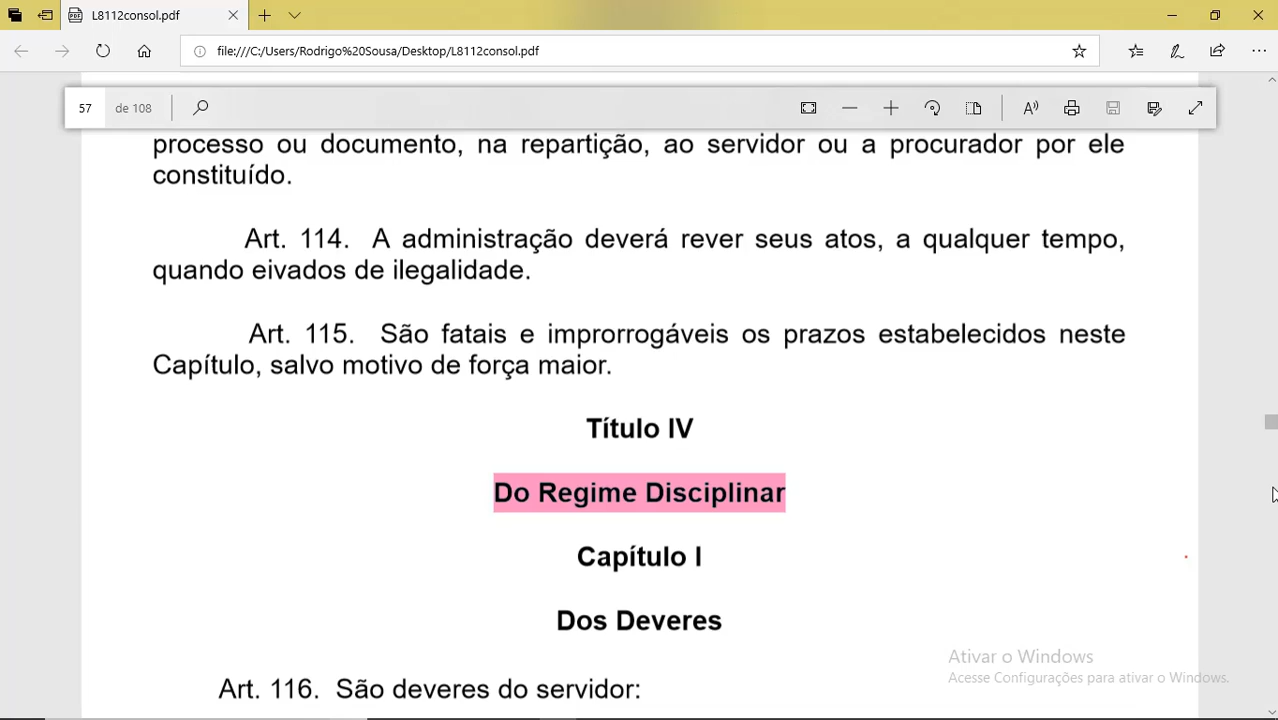 L8112consol.pdf
file:///C:/Users/Rodrigo%20Sousa/Desktop/L8112consol.pdf
57 de 108
processo ou documento, na repartição, ao servidor ou a procurador por ele
constituído.
Art. 114. A administração deverá rever seus atos, a qualquer tempo,
quando eivados de ilegalidade.
Art. 115. São fatais e improrrogáveis os prazos estabelecidos neste
Capítulo, salvo motivo de força maior.
Título IV
Do Regime Disciplinar
Capítulo I
Dos Deveres
Art. 116. São deveres do servidor:
Ativar o Windows
Acesse Configurações para ativar o Windows.